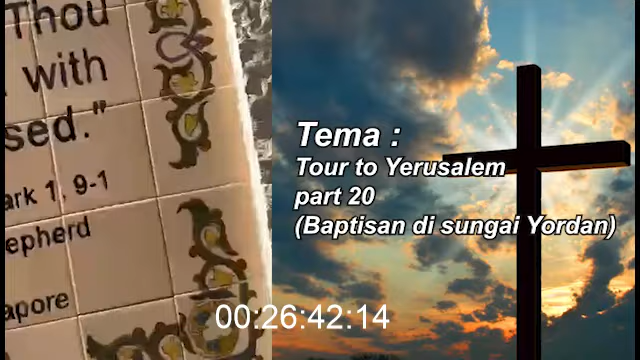 Thou
with
sed."
ark 1, 9-1
epherd
apore
Tema :
Tour to Yerusalem
part 20
(Baptisan di sungai Yordan)
00:26:42:14